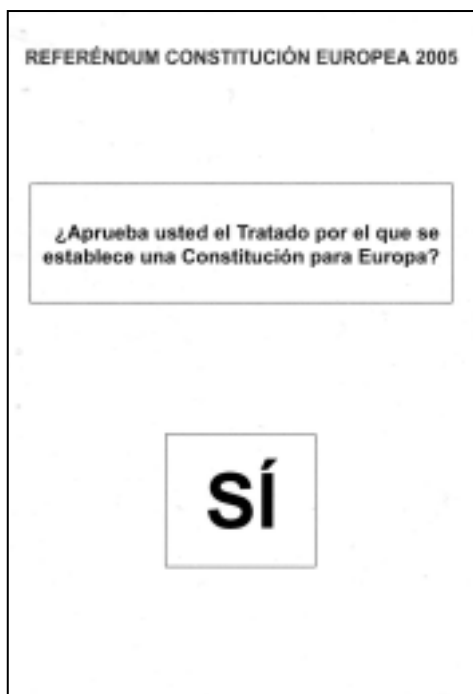 REFERÉNDUM CONSTITUCIÓN EUROPEA 2005
¿Aprueba usted el Tratado por el que se
establece una Constitución para Europa?
SÍ